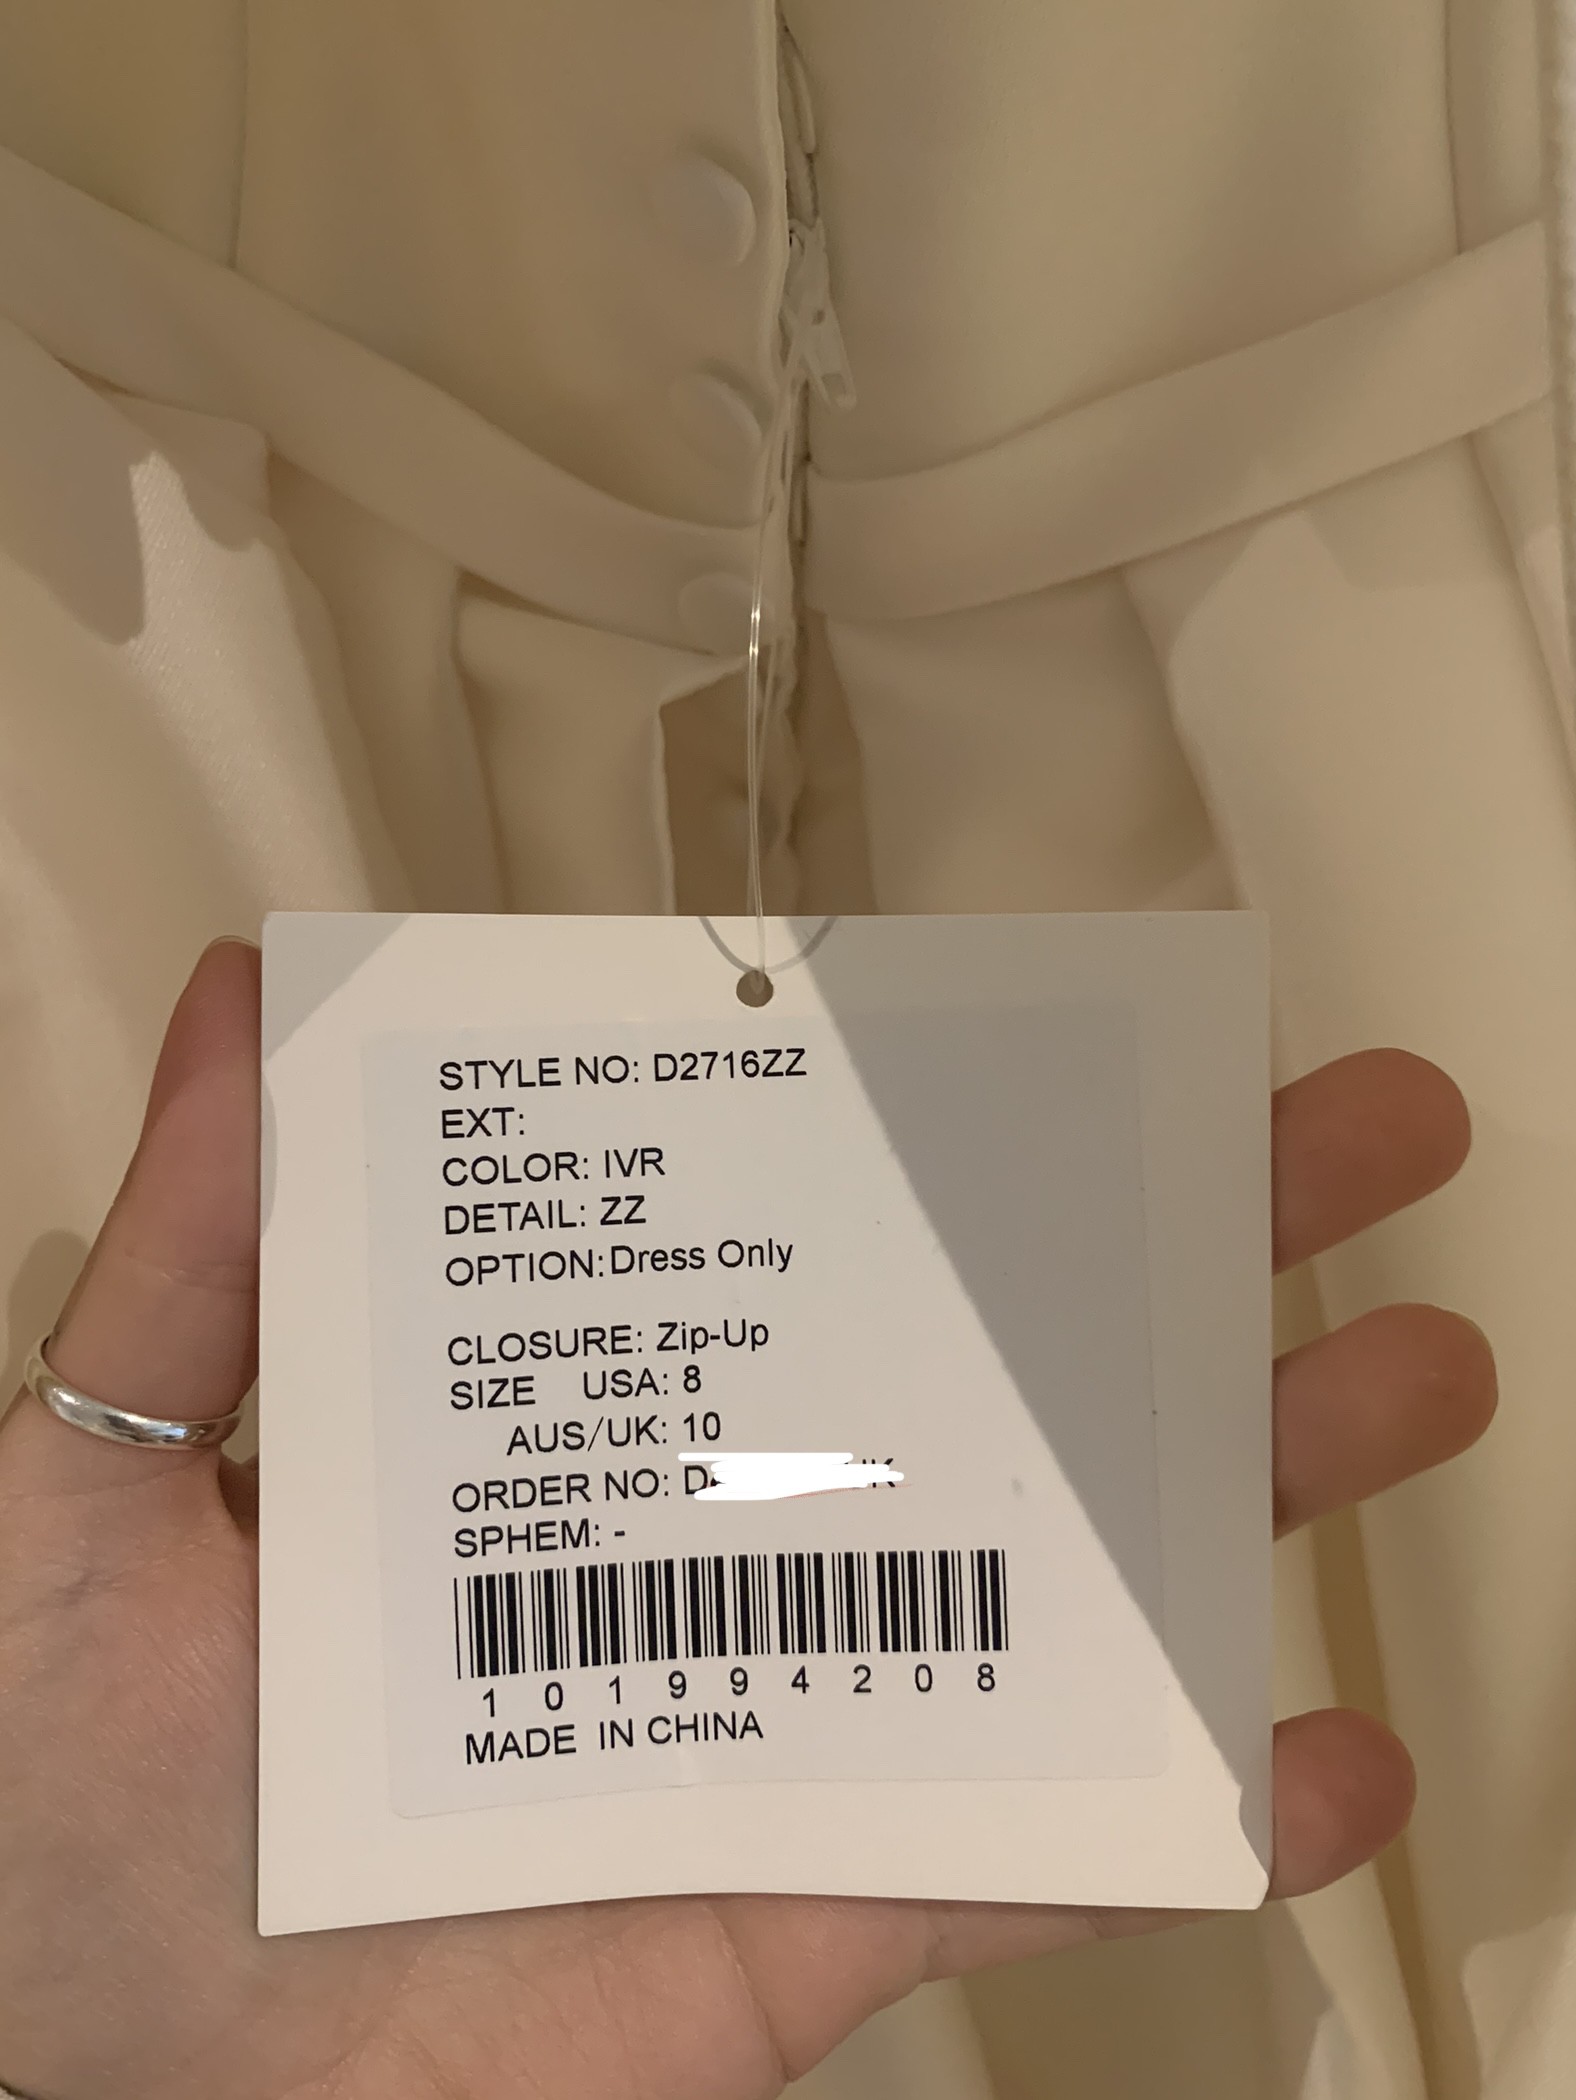 STYLE NO: D2716ZZ
EXT:
COLOR: IVR
DETAIL: ZZ
OPTION:Dress Only
CLOSURE: Zip-Up
SIZE USA: 8
AUS/UK: 10
ORDER NO:
SPHEM: -
1 0 1 9 9 4 2 0 8
MADE IN CHINA